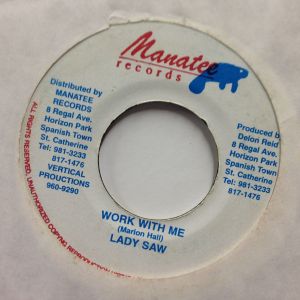 Manatee
records
Distributed by
MANATEE
RECORDS
8 Regal Ave.
Horizon Park
Spanish Town
St. Catherine
Tel: 981-3233
817-1476
VERTICAL
PROUCTIONS
960-9290
Produced by
Delon Reid
8 Regal Ave.
Horizon Park
Spanish Town
St. Catherine
Tel: 981-3233
817-1476
ALL RIGHTS RESERVED, UNAUTHORIZED COPYING
WORK WITH ME
(Marion Hall)
LADY SAW